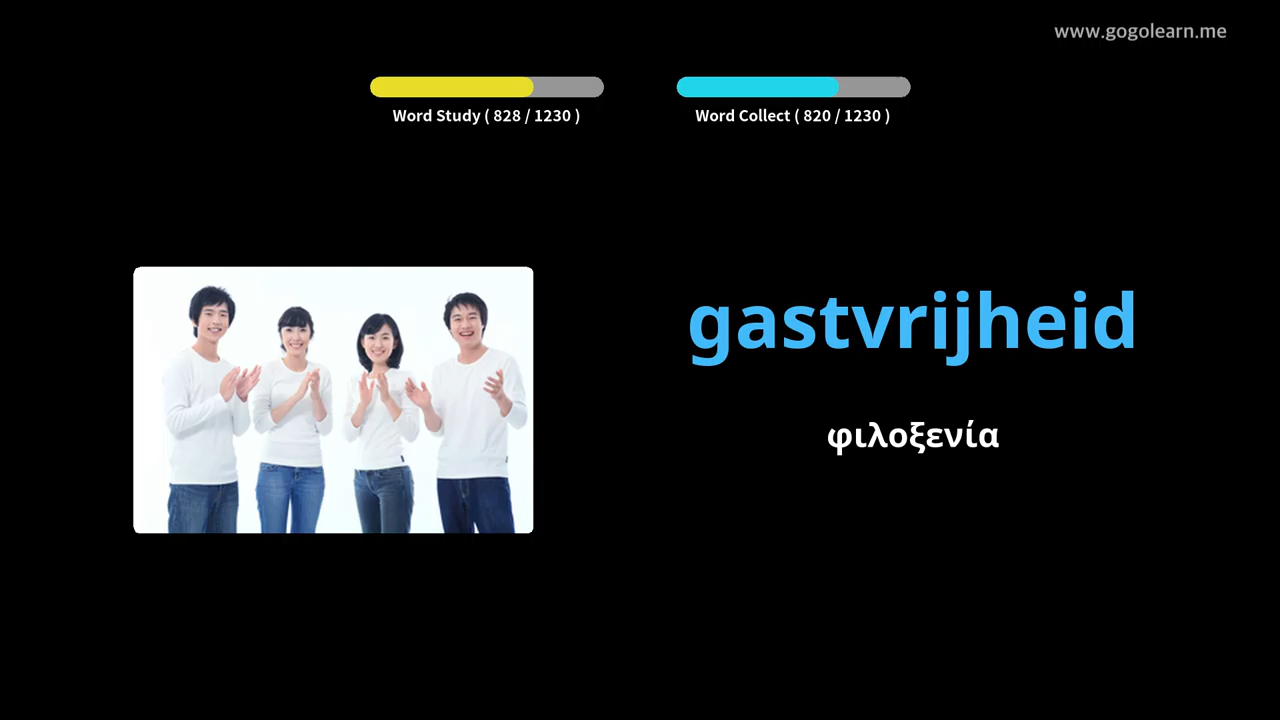 www.gogolearn.me
Word Study ( 828 / 1230 )
Word Collect ( 820 / 1230 )
gastvrijheid
φιλοξενία